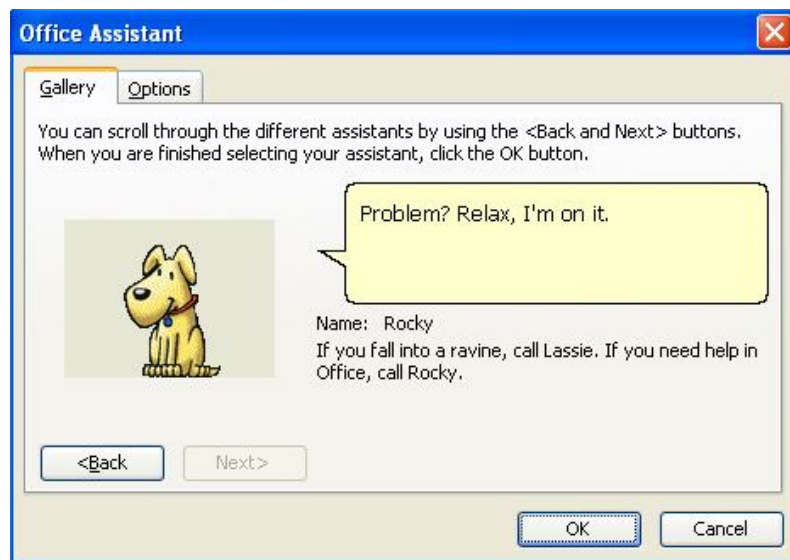 Office Assistant
Gallery Options
You can scroll through the different assistants by using the <Back and Next> buttons.
When you are finished selecting your assistant, click the OK button.
Problem? Relax, I'm on it.
Name: Rocky
If you fall into a ravine, call Lassie. If you need help in
Office, call Rocky.
<Back Next>
OK Cancel